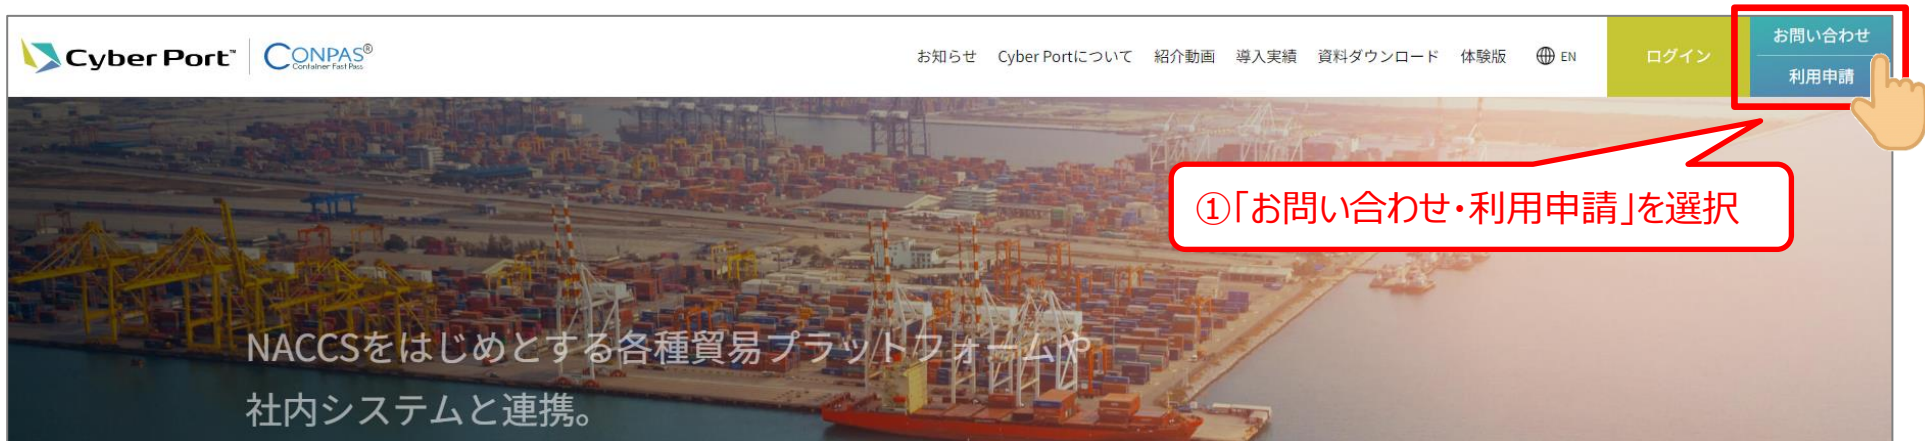 Cyber Port™
CONPAS®
Container Fast Pass
お知らせ Cyber Portについて 紹介動画 導入実績 資料ダウンロード 体験版 EN
ログイン
お問い合わせ
利用申請
①「お問い合わせ・利用申請」を選択
NACCSをはじめとする各種貿易プラットフォームや
社内システムと連携。